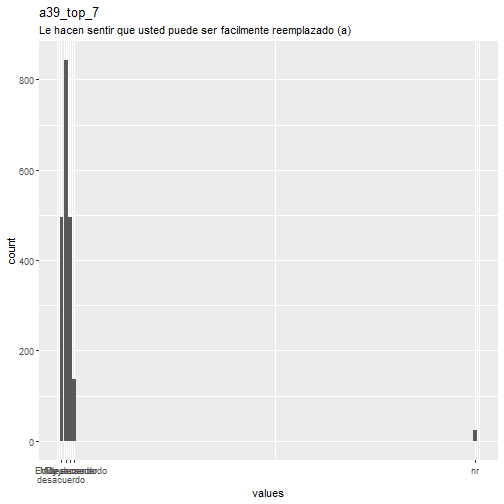 a39_top_7
Le hacen sentir que usted puede ser facilmente reemplazado (a)
800
600
400
200
0
count
desacuerdo
nr
values